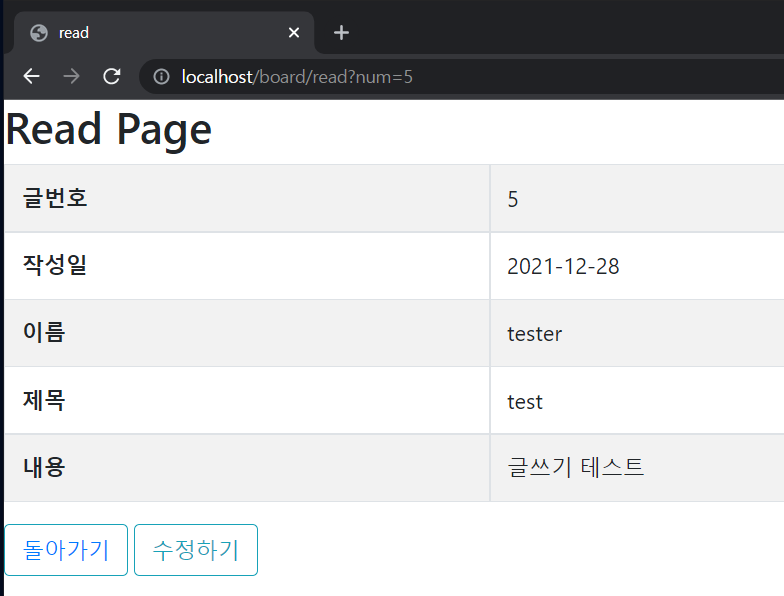 read
localhost/board/read?num=5
Read Page
글번호 5
작성일 2021-12-28
이름 tester
제목 test
내용 글쓰기 테스트
돌아가기 수정하기